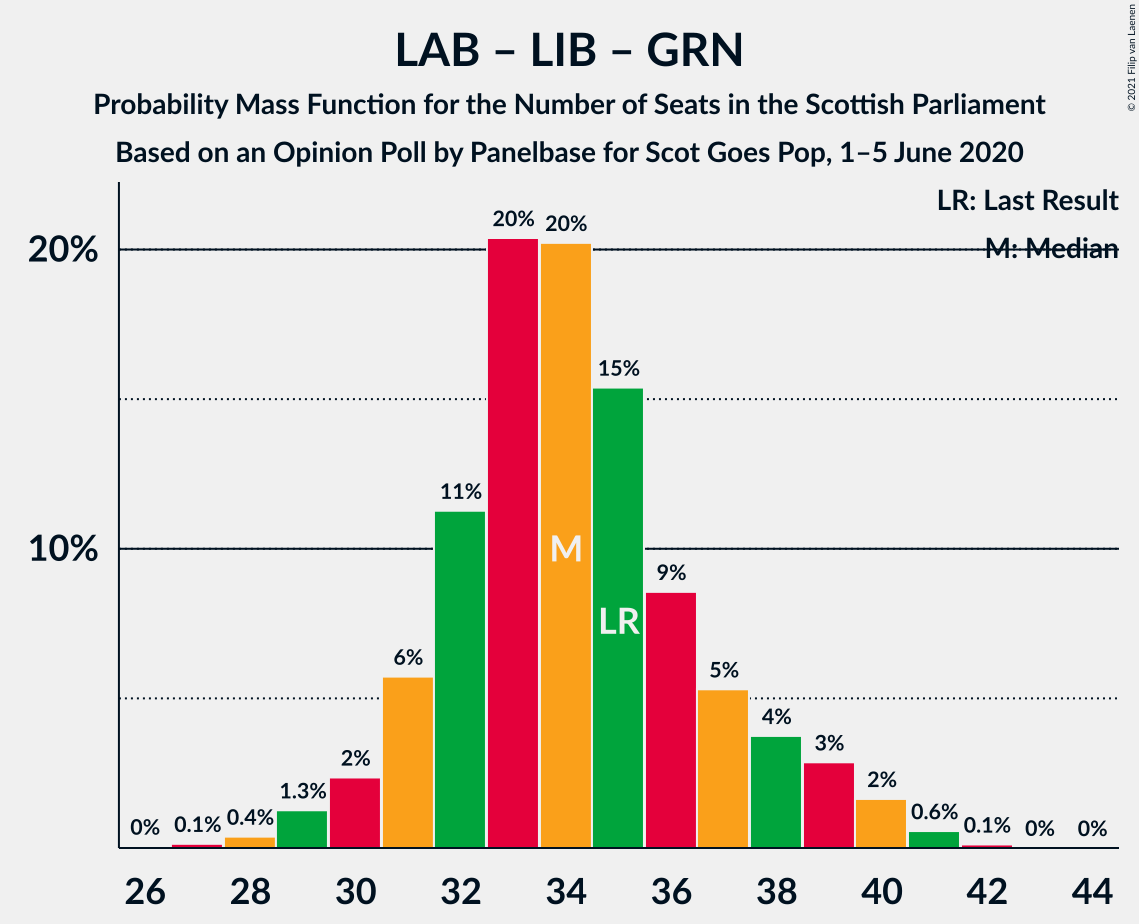 LAB – LIB – GRN
Probability Mass Function for the Number of Seats in the Scottish Parliament
Based on an Opinion Poll by Panelbase for Scot Goes Pop, 1–5 June 2020
© 2021 Filip van Laenen
LR: Last Result
M: Median
20%
10%
0%
0.1%
0.4%
1.3%
2%
6%
11%
20%
20%
15%
9%
5%
4%
3%
2%
0.6%
0.1%
0%
0%
M
LR
26 28 30 32 34 36 38 40 42 44